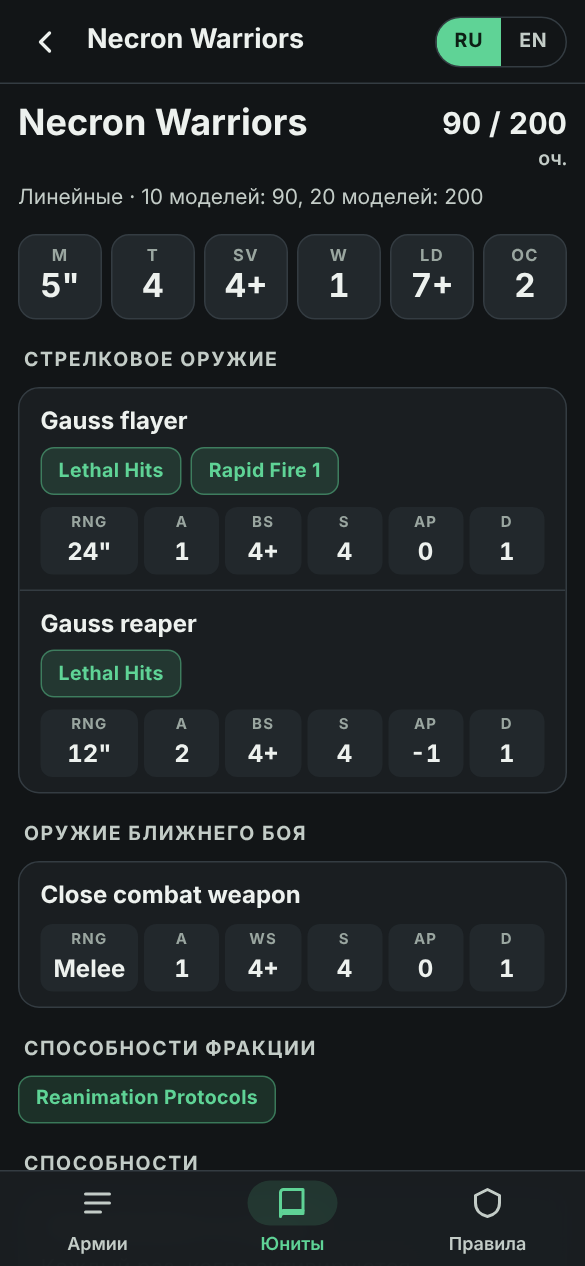 Necron Warriors
RU EN
Necron Warriors 90 / 200
оч.
Линейные · 10 моделей: 90, 20 моделей: 200
M T SV W LD OC
5" 4 4+ 1 7+ 2
СТРЕЛКОВОЕ ОРУЖИЕ
Gauss flayer
Lethal Hits Rapid Fire 1
RNG A BS S AP D
24" 1 4+ 4 0 1
Gauss reaper
Lethal Hits
RNG A BS S AP D
12" 2 4+ 4 -1 1
ОРУЖИЕ БЛИЖНЕГО БОЯ
Close combat weapon
RNG A WS S AP D
Melee 1 4+ 4 0 1
СПОСОБНОСТИ ФРАКЦИИ
Reanimation Protocols
СПОСОБНОСТИ
Армии Юниты Правила